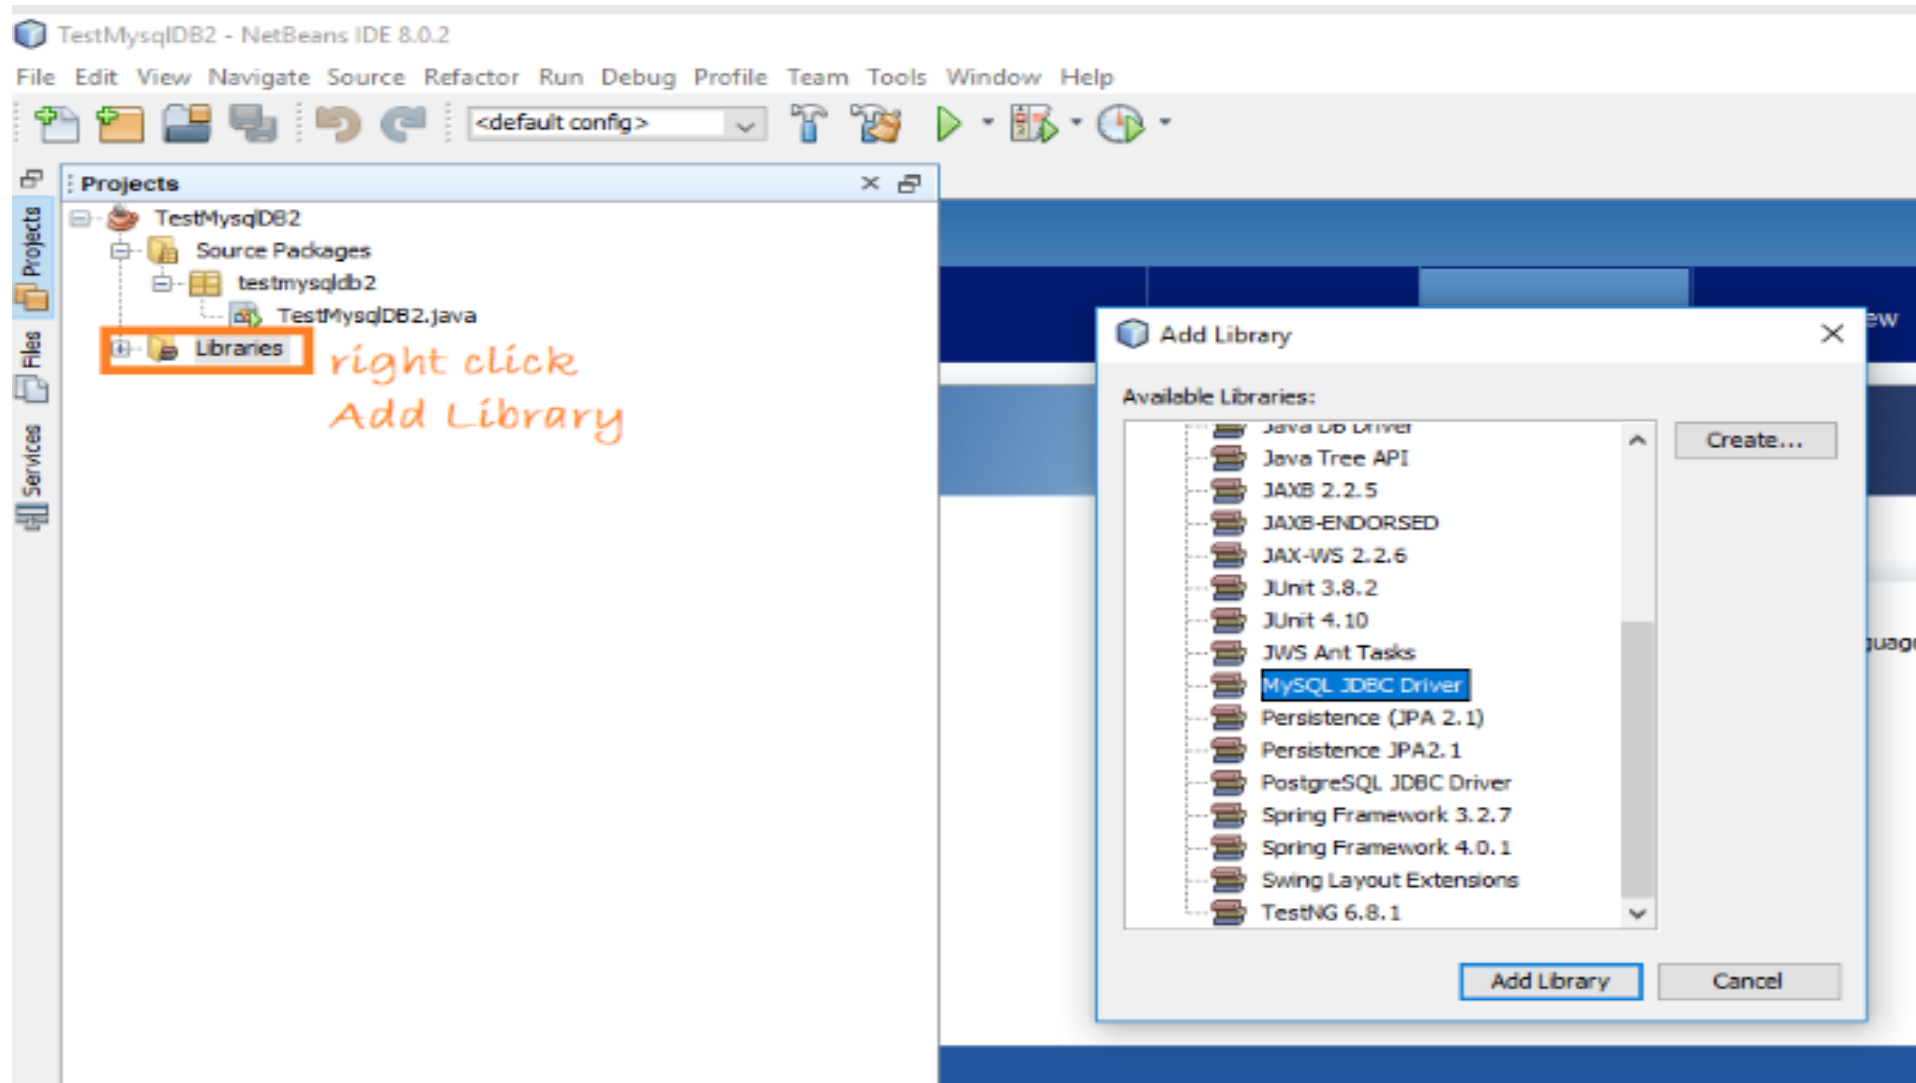 TestMysqlDB2 - NetBeans IDE 8.0.2
File Edit View Navigate Source Refactor Run Debug Profile Team Tools Window Help
<default config>
Projects
Projects
Files
Services
TestMysqlDB2
Source Packages
testmysqldb2
TestMysqlDB2.java
Libraries
right click
Add Library
Add Library
Available Libraries:
Java DB Driver
Java Tree API
JAXB 2.2.5
JAXB-ENDORSED
JAX-WS 2.2.6
JUnit 3.8.2
JUnit 4.10
JWS Ant Tasks
MySQL JDBC Driver
Persistence (JPA 2.1)
Persistence JPA2.1
PostgreSQL JDBC Driver
Spring Framework 3.2.7
Spring Framework 4.0.1
Swing Layout Extensions
TestNG 6.8.1
Create...
Add Library
Cancel